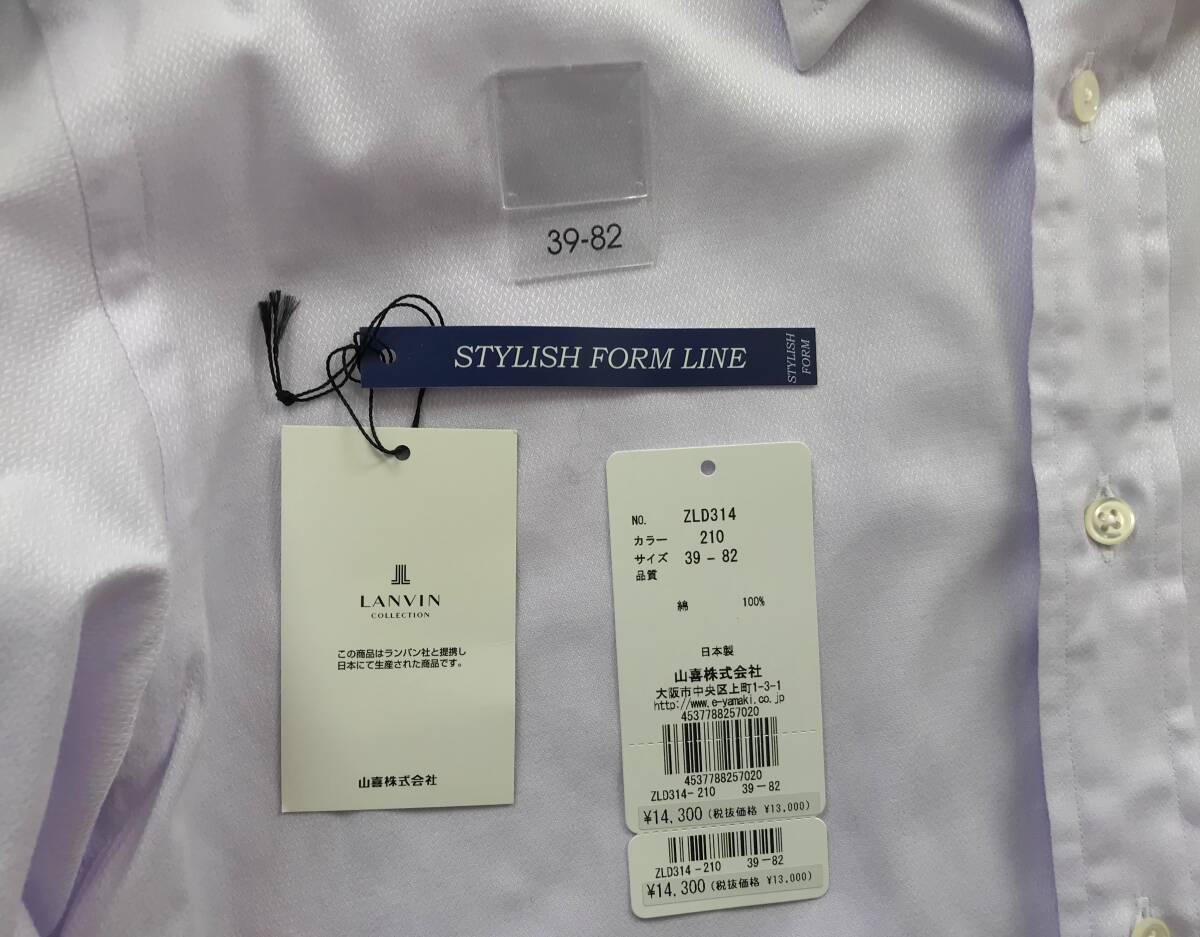 39-82
STYLISH FORM LINE
STYLISH
FORM
LANVIN
COLLECTION
この商品はランバン社と提携し
日本にて生産された商品です。
山喜株式会社
NO. ZLD314
カラー 210
サイズ 39 - 82
品質
綿 100%
日本製
山喜株式会社
大阪市中央区上町1-3-1
http://www.e-yamaki.co.jp
4537788257020
4537788257020
ZLD314-210 39-82
¥14,300 (税抜価格 ¥13,000)
ZLD314-210 39-82
¥14,300 (税抜価格 ¥13,000)